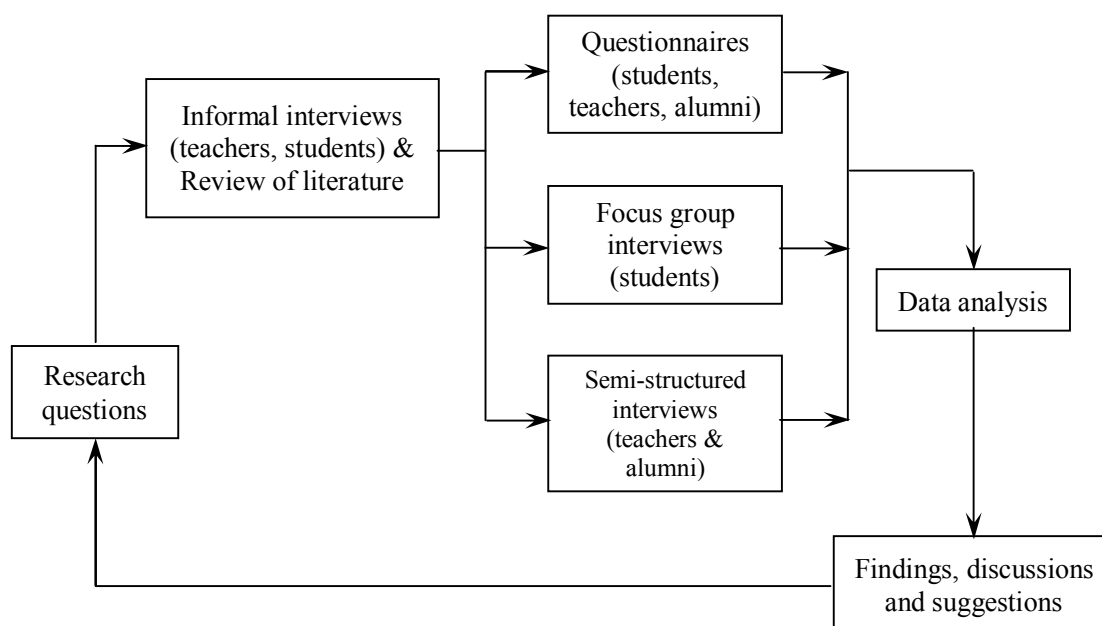 Questionnaires
(students,
teachers, alumni)
Informal interviews
(teachers, students) &
Review of literature
Focus group
interviews
(students)
Data analysis
Research
questions
Semi-structured
interviews
(teachers &
alumni)
Findings, discussions
and suggestions